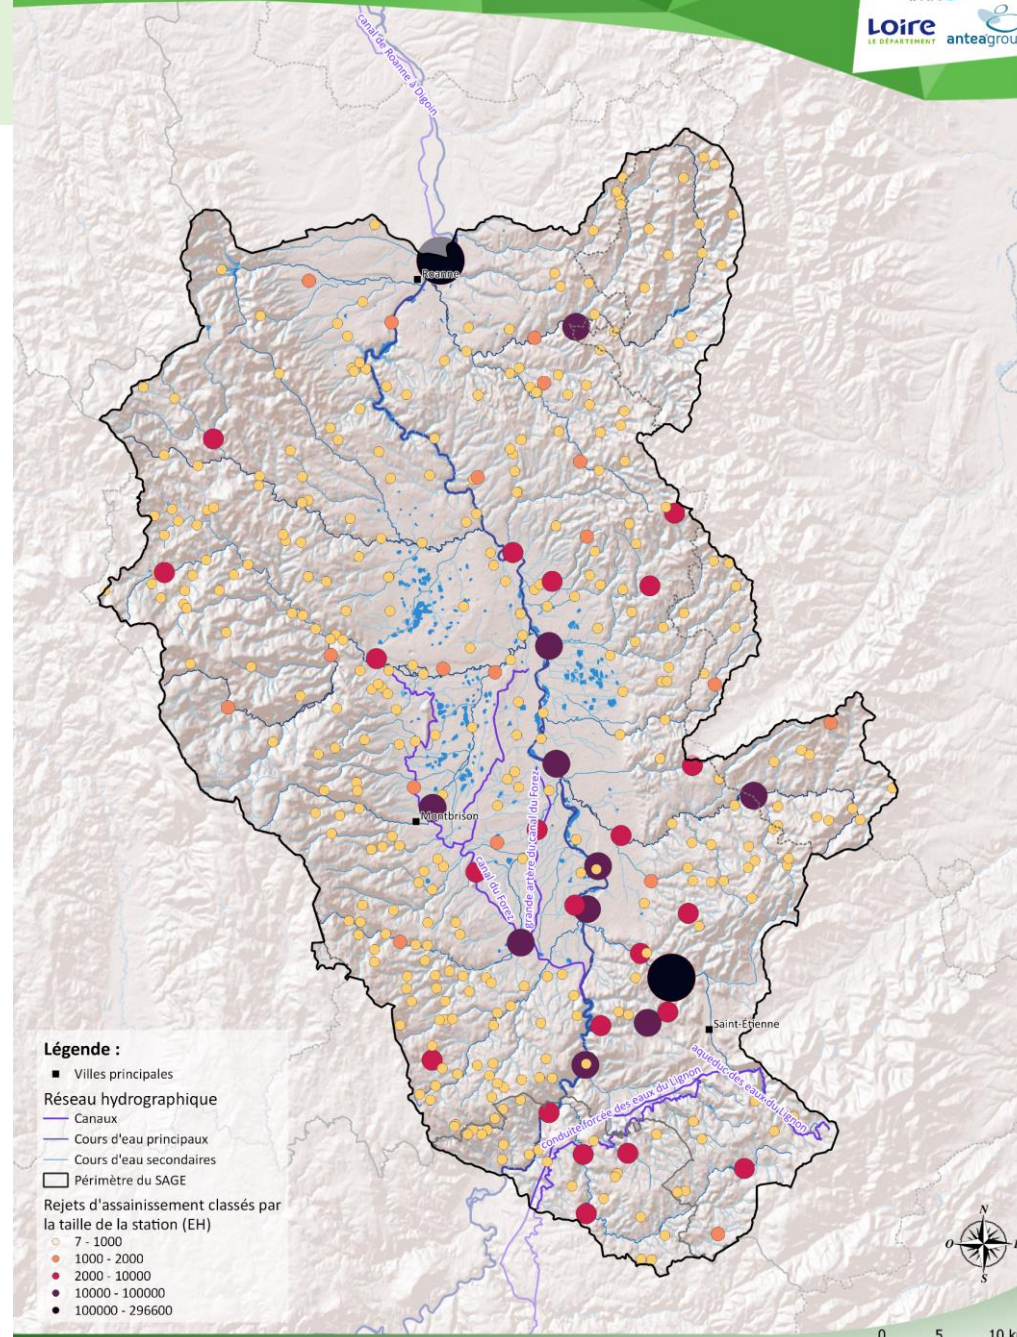 Loire
LE DÉPARTEMENT
anteagrou
canal de Roanne à Digoin
Roanne
Montbrison
canal du Forez
grande artère du canal du Forez
Saint-Étienne
aqueduc des eaux du Lignon
conduite forcée des eaux du Lignon
Légende :
Villes principales
Réseau hydrographique
Canaux
Cours d'eau principaux
Cours d'eau secondaires
Périmètre du SAGE
Rejets d'assainissement classés par
la taille de la station (EH)
7 - 1000
1000 - 2000
2000 - 10000
10000 - 100000
100000 - 296600
N
O
S
0 5 10 k